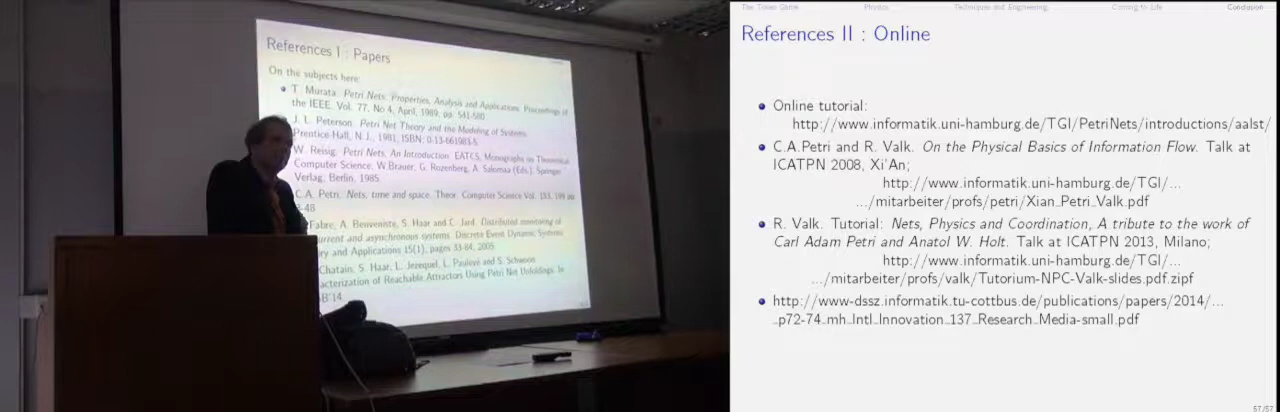 References I : Papers
On the subjects here:
T. Murata. Petri Nets: Properties, Analysis and Applications. Proceedings of
the IEEE. Vol. 77, No 4, April, 1989, pp. 541-580.
J. L. Peterson. Petri Net Theory and the Modeling of Systems.
Prentice-Hall, N.J., 1981, ISBN: 0-13-661983-5
W. Reisig. Petri Nets, An Introduction. EATCS, Monographs on Theoretical
Computer Science, W.Brauer, G. Rozenberg, A. Salomaa (Eds.), Springer
Verlag, Berlin, 1985.
C.A. Petri. Nets, time and space. Theor. Computer Science Vol. 153, 199
-48
Fabre, A. Benveniste, S. Haar and C. Jard. Distributed monitoring of
urrent and asynchronous systems. Discrete Event Dynamic Systems:
ry and Applications 15(1), pages 33-84, 2005
Chatain, S. Haar, L. Jezequel, L. Paulevé and S. Schwoon.
acterization of Reachable Attractors Using Petri Net Unfoldings. In
B'14
The Token Game Physics Techniques and Engineering Coming to Life Conclusion
References II : Online
Online tutorial:
http://www.informatik.uni-hamburg.de/TGI/PetriNets/introductions/aalst/
C.A.Petri and R. Valk. On the Physical Basics of Information Flow. Talk at
ICATPN 2008, Xi'An;
http://www.informatik.uni-hamburg.de/TGI/...
.../mitarbeiter/profs/petri/Xian_Petri_Valk.pdf
R. Valk. Tutorial: Nets, Physics and Coordination, A tribute to the work of
Carl Adam Petri and Anatol W. Holt. Talk at ICATPN 2013, Milano;
http://www.informatik.uni-hamburg.de/TGI/...
.../mitarbeiter/profs/valk/Tutorium-NPC-Valk-slides.pdf.zipf
http://www-dssz.informatik.tu-cottbus.de/publications/papers/2014/...
_p72-74_mh_Intl_Innovation_137_Research_Media-small.pdf
57/57